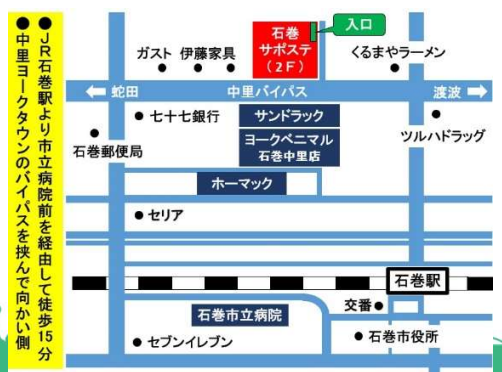 ●JR石巻駅より市立病院前を経由して徒歩15分
●中里ヨークタウンのバイパスを挟んで向かい側
入口
石巻
サポステ
(2F)
ガスト
伊藤家具
くるまやラーメン
蛇田
中里バイパス
渡波
七十七銀行
サンドラック
ツルハドラッグ
石巻郵便局
ヨークベニマル
石巻中里店
ホーマック
セリア
石巻駅
交番
石巻市立病院
石巻市役所
セブンイレブン